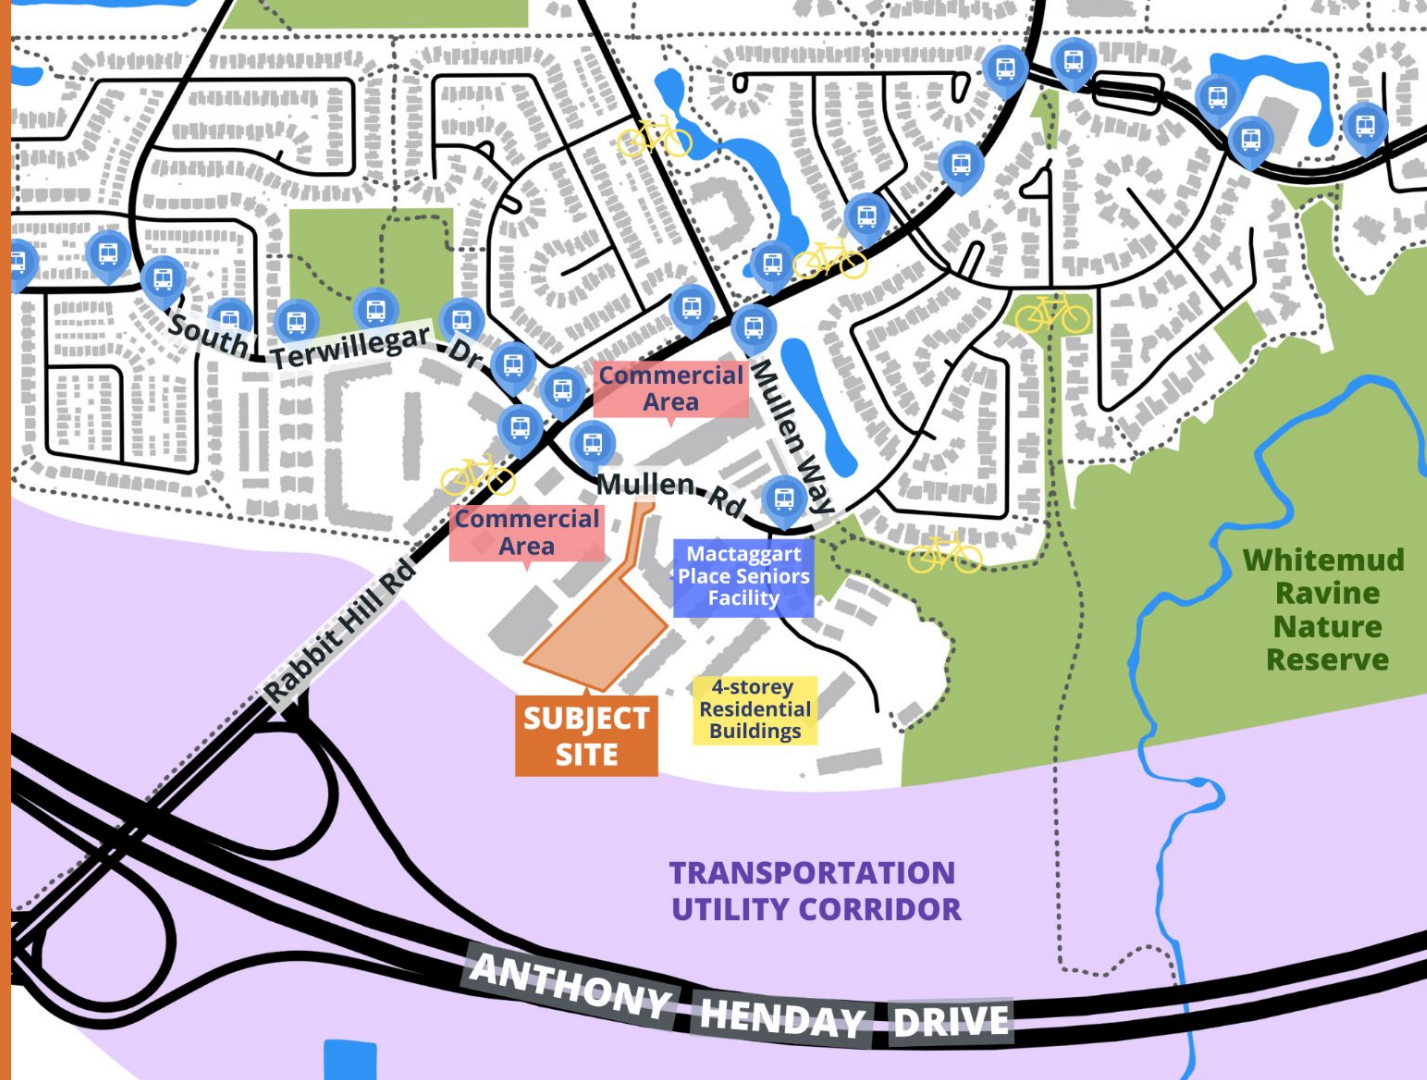 South Terwillegar Dr
Commercial
Area
Mullen Way
Mullen Rd
Commercial
Area
Mactaggart
Place Seniors
Facility
Whitemud
Ravine
Nature
Reserve
Rabbit Hill Rd
4-storey
Residential
Buildings
SUBJECT
SITE
TRANSPORTATION
UTILITY CORRIDOR
ANTHONY HENDAY DRIVE